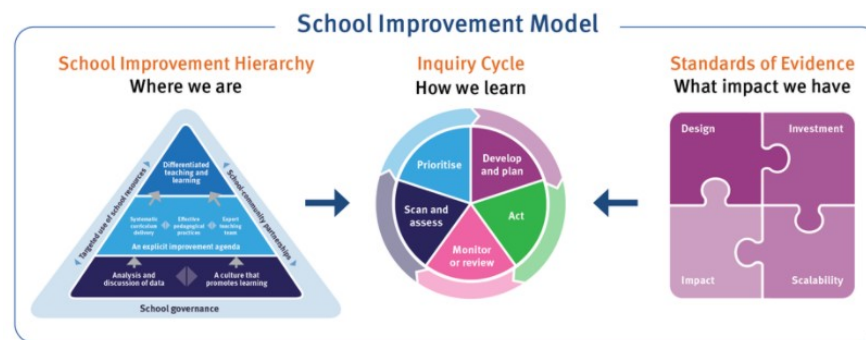 School Improvement Model
School Improvement Hierarchy
Where we are
Differentiated
teaching and
learning
Systematic
curriculum
delivery
Effective
pedagogical
practices
Expert
teaching
team
An explicit improvement agenda
Analysis and
discussion of data
A culture that
promotes learning
Targeted use of school resources
School-community partnerships
School governance
Inquiry Cycle
How we learn
Prioritise
Develop
and plan
Act
Monitor
or review
Scan and
assess
Standards of Evidence
What impact we have
Design
Investment
Impact
Scalability